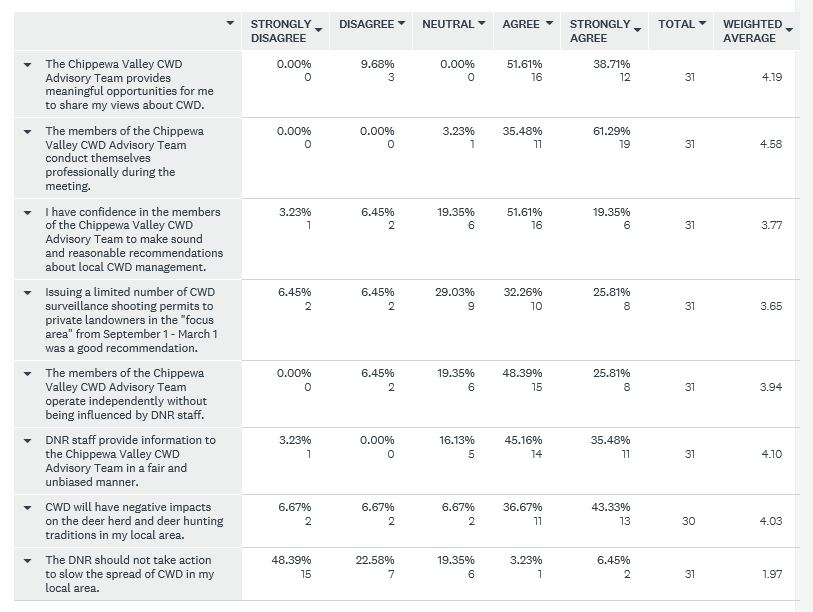 STRONGLY DISAGREE NEUTRAL AGREE STRONGLY TOTAL WEIGHTED
DISAGREE AGREE AVERAGE
The Chippewa Valley CWD 0.00% 9.68% 0.00% 51.61% 38.71%
Advisory Team provides 0 3 0 16 12 31 4.19
meaningful opportunities for me
to share my views about CWD.
The members of the Chippewa 0.00% 0.00% 3.23% 35.48% 61.29%
Valley CWD Advisory Team 0 0 1 11 19 31 4.58
conduct themselves
professionally during the
meeting.
I have confidence in the members 3.23% 6.45% 19.35% 51.61% 19.35%
of the Chippewa Valley CWD 1 2 6 16 6 31 3.77
Advisory Team to make sound
and reasonable recommendations
about local CWD management.
Issuing a limited number of CWD 6.45% 6.45% 29.03% 32.26% 25.81%
surveillance shooting permits to 2 2 9 10 8 31 3.65
private landowners in the "focus
area" from September 1 - March 1
was a good recommendation.
The members of the Chippewa 0.00% 6.45% 19.35% 48.39% 25.81%
Valley CWD Advisory Team 0 2 6 15 8 31 3.94
operate independently without
being influenced by DNR staff.
DNR staff provide information to 3.23% 0.00% 16.13% 45.16% 35.48%
the Chippewa Valley CWD 1 0 5 14 11 31 4.10
Advisory Team in a fair and
unbiased manner.
CWD will have negative impacts 6.67% 6.67% 6.67% 36.67% 43.33%
on the deer herd and deer hunting 2 2 2 11 13 30 4.03
traditions in my local area.
The DNR should not take action 48.39% 22.58% 19.35% 3.23% 6.45%
to slow the spread of CWD in my 15 7 6 1 2 31 1.97
local area.